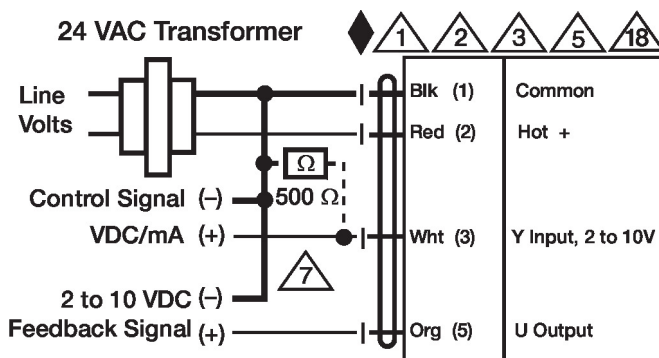 24 VAC Transformer
1 2 3 5 18
Line
Volts
Blk (1) Common
Red (2) Hot +
Ω
500 Ω
Control Signal (–)
VDC/mA (+)
Wht (3) Y Input, 2 to 10V
7
2 to 10 VDC (–)
Feedback Signal (+)
Org (5) U Output